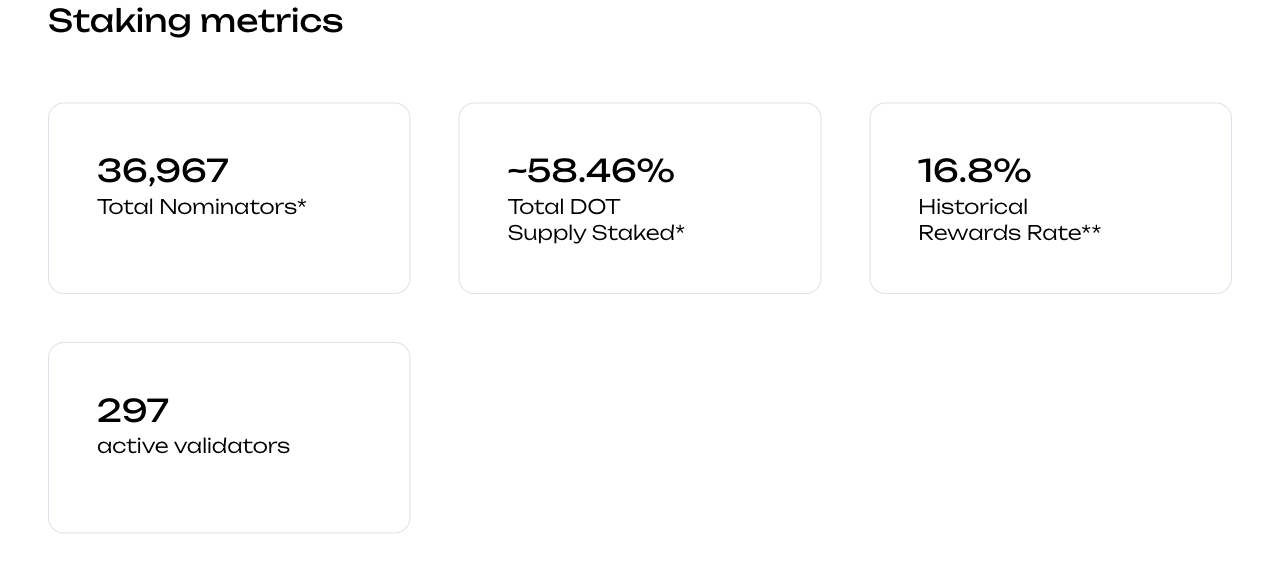 Staking metrics
36,967
Total Nominators*
~58.46%
Total DOT
Supply Staked*
16.8%
Historical
Rewards Rate**
297
active validators